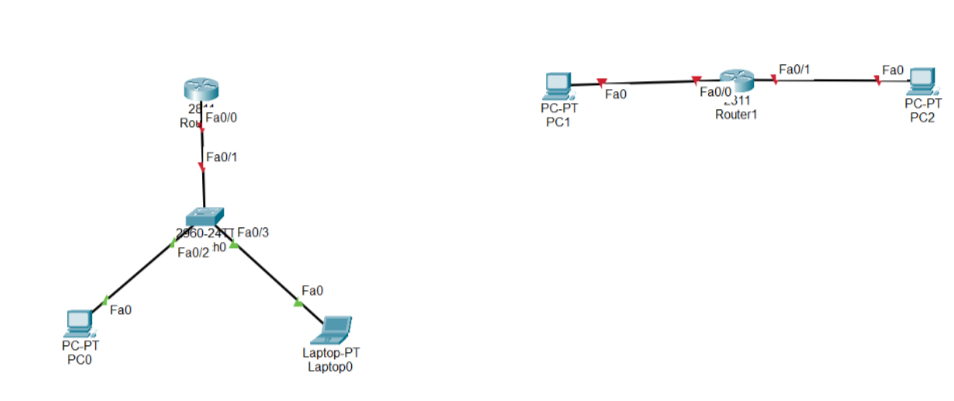 Fa0/0
Fa0/1
Fa0/3
Fa0/2
h0
Fa0
PC-PT
PC0
Fa0
Laptop-PT
Laptop0
PC-PT
PC1
Fa0
Fa0/0
Router1
Fa0/1
Fa0
PC-PT
PC2